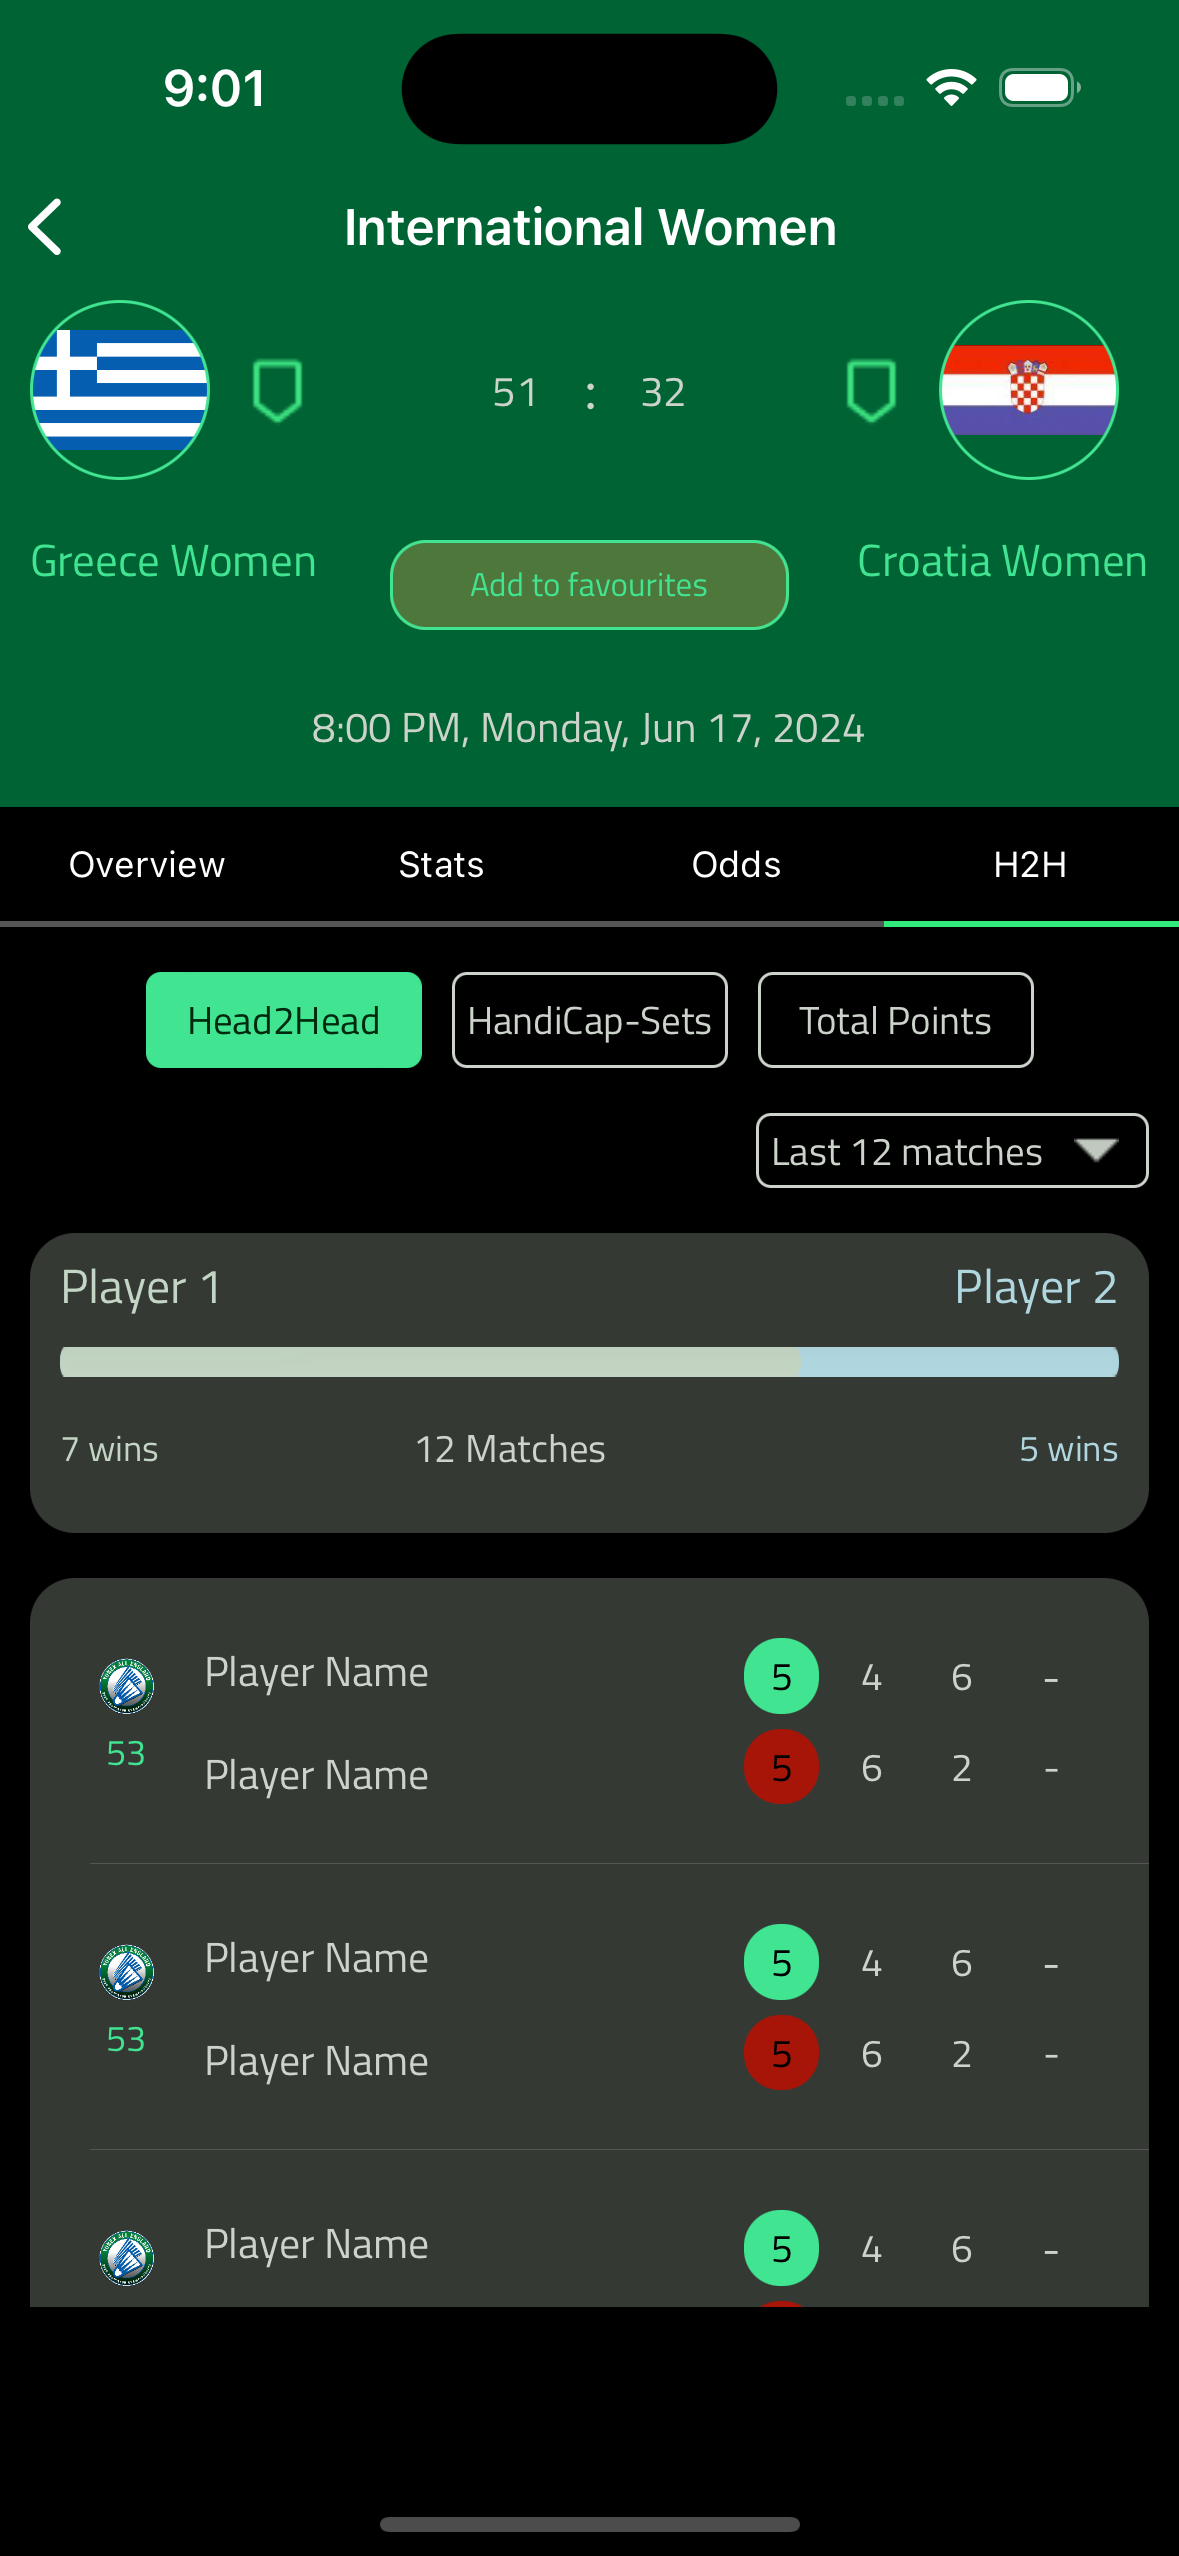 9:01
International Women
51 : 32
Greece Women
Croatia Women
Add to favourites
8:00 PM, Monday, Jun 17, 2024
Overview Stats Odds H2H
Head2Head HandiCap-Sets Total Points
Last 12 matches
Player 1 Player 2
7 wins 12 Matches 5 wins
Player Name 5 4 6 -
53
Player Name 5 6 2 -
Player Name 5 4 6 -
53
Player Name 5 6 2 -
Player Name 5 4 6 -